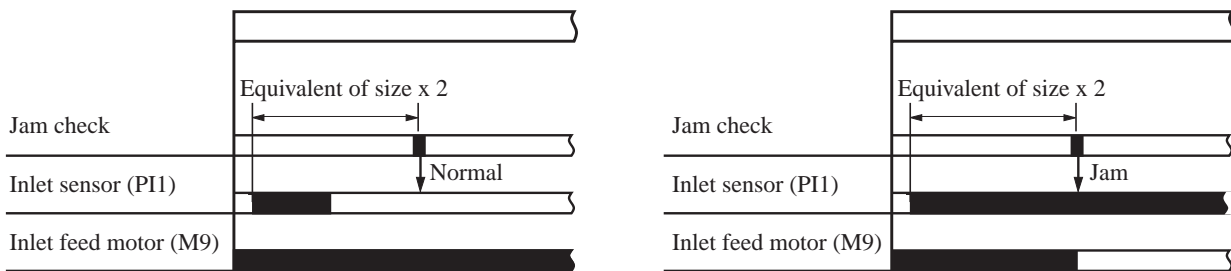 Equivalent of size x 2
Jam check
Normal
Inlet sensor (PI1)
Inlet feed motor (M9)
Equivalent of size x 2
Jam check
Jam
Inlet sensor (PI1)
Inlet feed motor (M9)